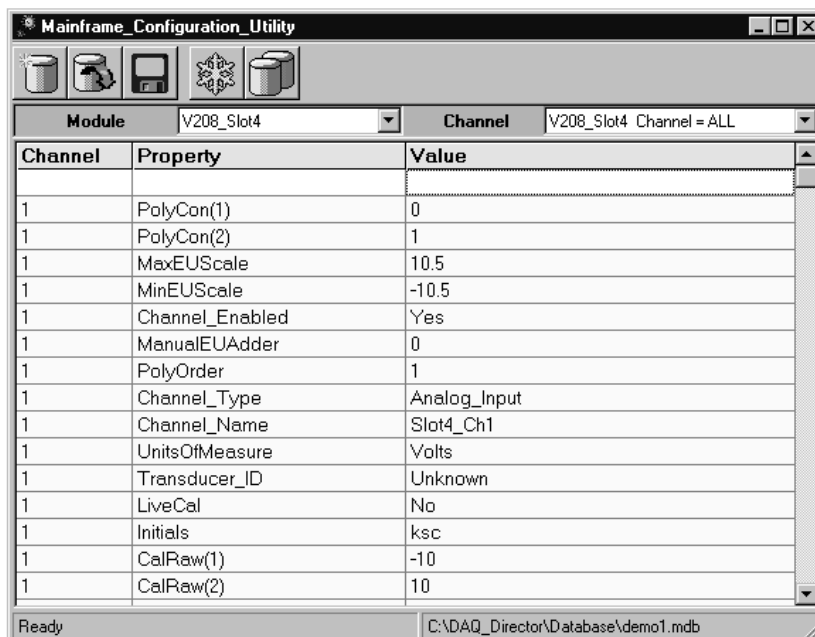 Mainframe_Configuration_Utility
Module V208_Slot4 Channel V208_Slot4 Channel = ALL
Channel Property Value
1 PolyCon(1) 0
1 PolyCon(2) 1
1 MaxEUScale 10.5
1 MinEUScale -10.5
1 Channel_Enabled Yes
1 ManualEUAdder 0
1 PolyOrder 1
1 Channel_Type Analog_Input
1 Channel_Name Slot4_Ch1
1 UnitsOfMeasure Volts
1 Transducer_ID Unknown
1 LiveCal No
1 Initials ksc
1 CalRaw(1) -10
1 CalRaw(2) 10
Ready C:\DAQ_Director\Database\demo1.mdb